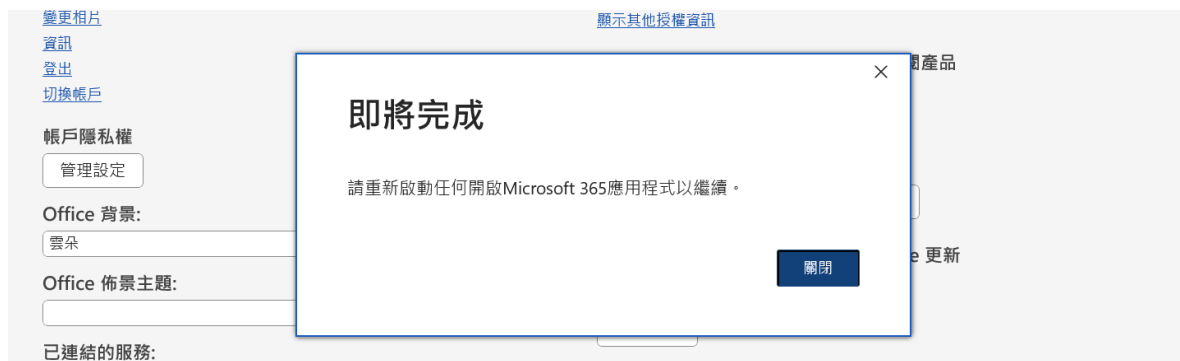 變更相片
顯示其他授權資訊
資訊
登出
切換帳戶
產品
帳戶隱私權
管理設定
Office 背景:
雲朵
Office 佈景主題:
已連結的服務:
即將完成
請重新啟動任何開啟Microsoft 365應用程式以繼續。
關閉
e 更新